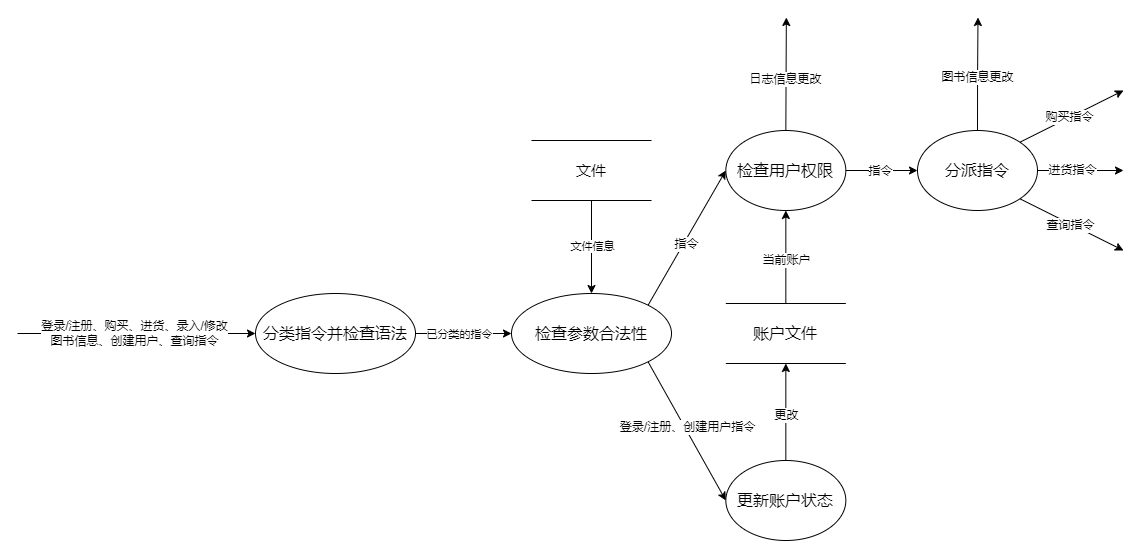 日志信息更改
图书信息更改
购买指令
文件
检查用户权限
指令
分派指令
进货指令
查询指令
文件信息
指令
当前账户
登录/注册、购买、进货、录入/修改
图书信息、创建用户、查询指令
分类指令并检查语法
已分类的指令
检查参数合法性
账户文件
更改
登录/注册、创建用户指令
更新账户状态